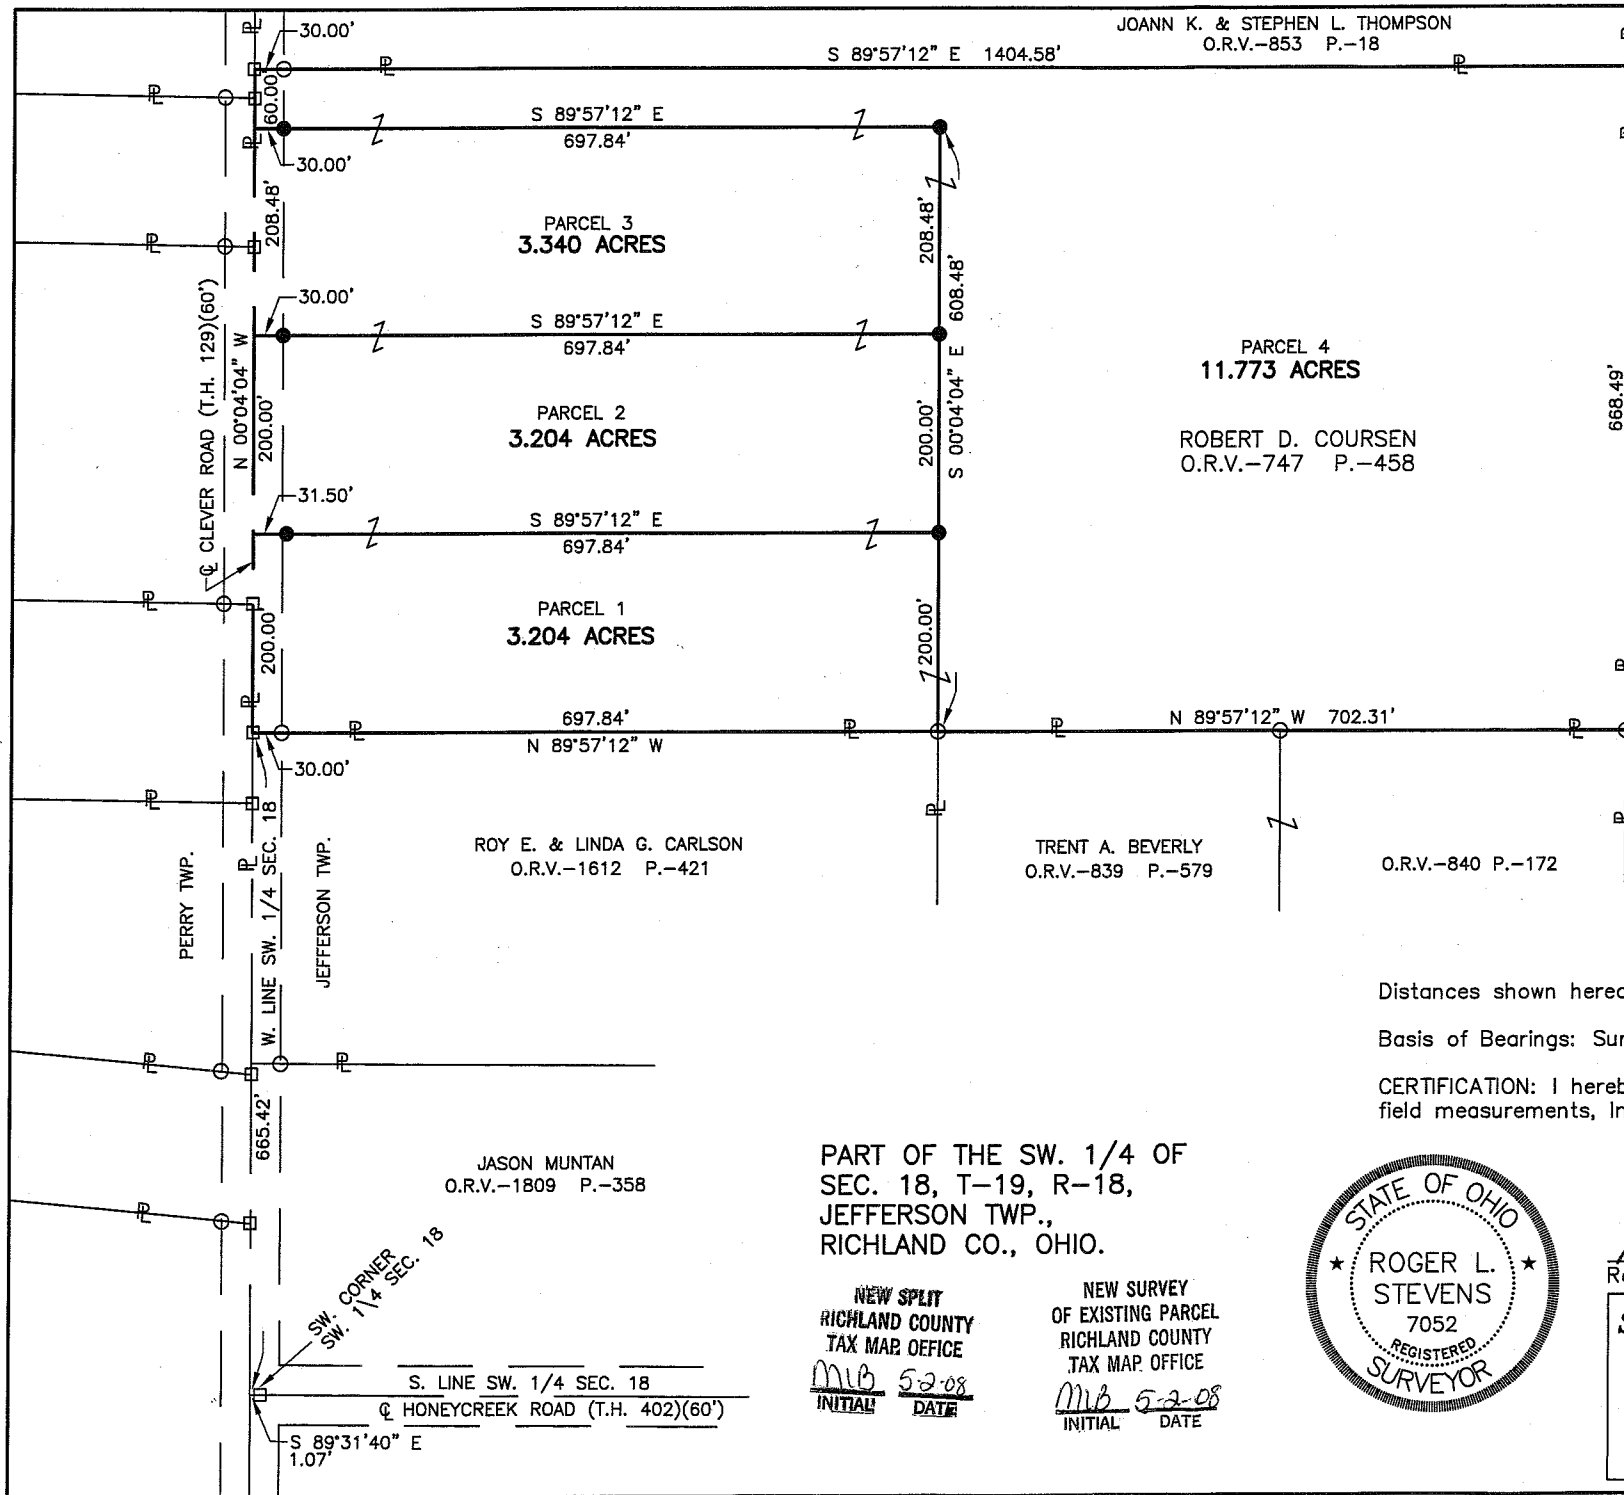 JOANN K. & STEPHEN L. THOMPSON
O.R.V.-853 P.-18
30.00'
S 89°57'12" E 1404.58'
60.00'
S 89°57'12" E
697.84'
30.00'
208.48'
PARCEL 3
3.340 ACRES
208.48'
608.48'
S 00°04'04" E
30.00'
S 89°57'12" E
697.84'
℄ CLEVER ROAD (T.H. 129)(60')
N 00°04'04" W
200.00'
PARCEL 2
3.204 ACRES
200.00'
PARCEL 4
11.773 ACRES
ROBERT D. COURSEN
O.R.V.-747 P.-458
668.49'
31.50'
S 89°57'12" E
697.84'
200.00
PARCEL 1
3.204 ACRES
200.00'
697.84'
N 89°57'12" W
N 89°57'12" W 702.31'
30.00'
PERRY TWP.
W. LINE SW. 1/4 SEC. 18
JEFFERSON TWP.
ROY E. & LINDA G. CARLSON
O.R.V.-1612 P.-421
TRENT A. BEVERLY
O.R.V.-839 P.-579
O.R.V.-840 P.-172
Distances shown hereo
Basis of Bearings: Sur
CERTIFICATION: I hereb
field measurements, In
665.42'
JASON MUNTAN
O.R.V.-1809 P.-358
PART OF THE SW. 1/4 OF
SEC. 18, T-19, R-18,
JEFFERSON TWP.,
RICHLAND CO., OHIO.
SW. CORNER
SW. 1\4 SEC. 18
NEW SPLIT
RICHLAND COUNTY
TAX MAP OFFICE
MLB 5-2-08
INITIAL DATE
NEW SURVEY
OF EXISTING PARCEL
RICHLAND COUNTY
TAX MAP OFFICE
MLB 5-2-08
INITIAL DATE
STATE OF OHIO
ROGER L.
STEVENS
7052
REGISTERED
SURVEYOR
S. LINE SW. 1/4 SEC. 18
℄ HONEYCREEK ROAD (T.H. 402)(60')
S 89°31'40" E
1.07'